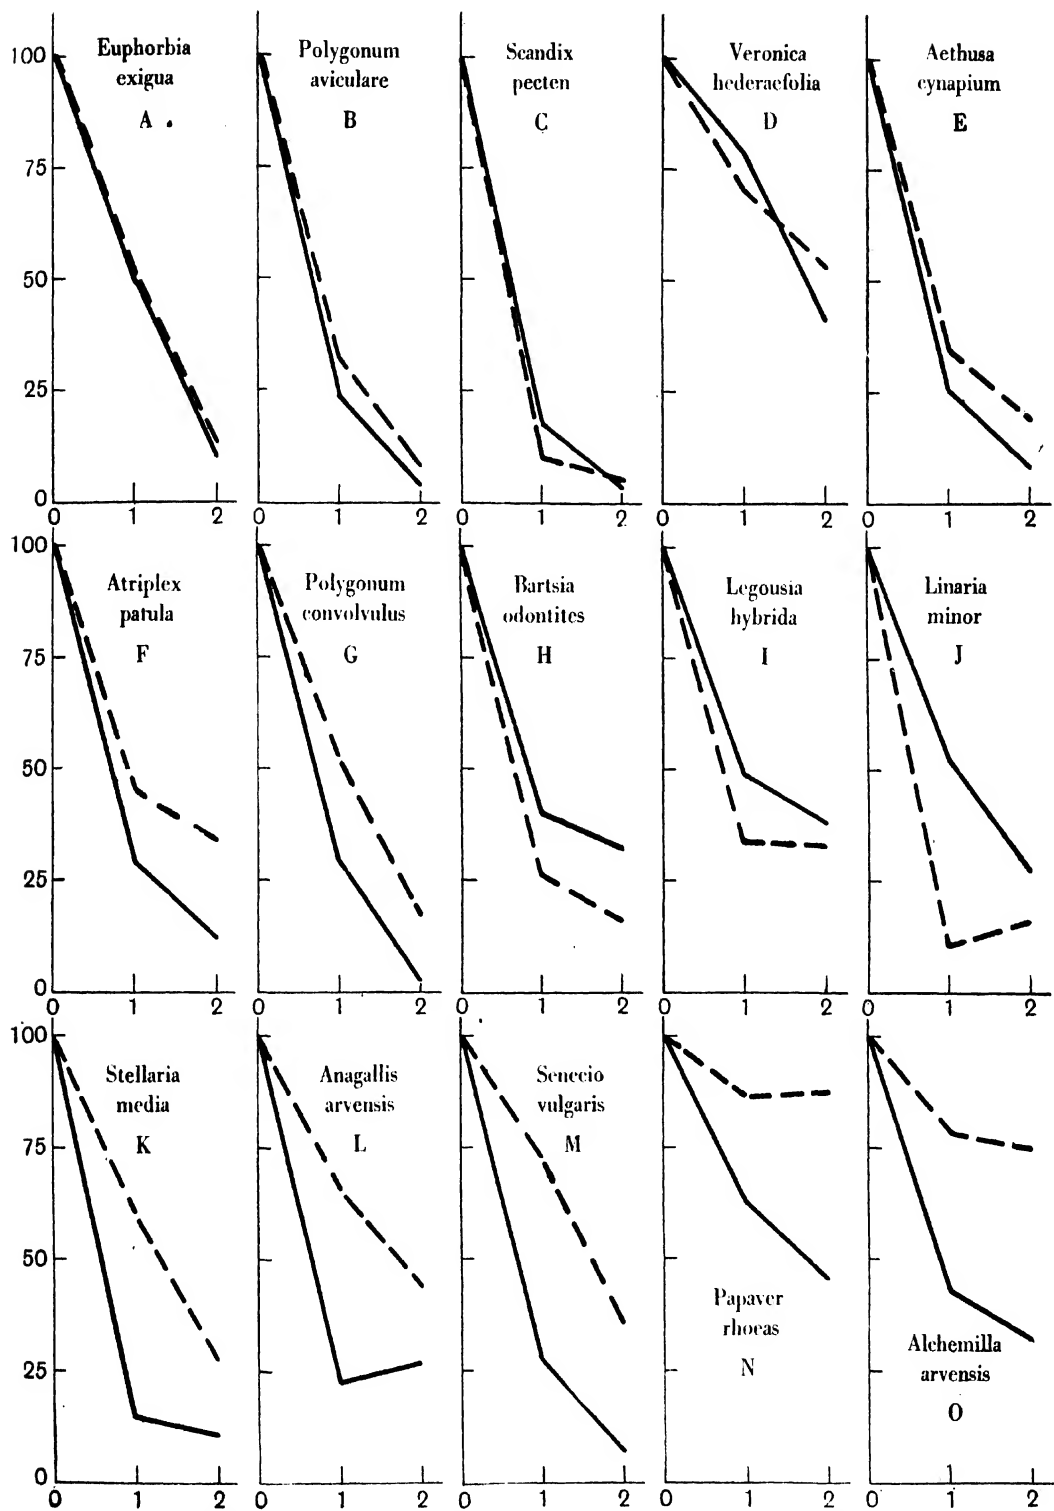 100
75
50
25
0
Euphorbia
exigua
A
0 1 2
Polygonum
aviculare
B
0 1 2
Scandix
pecten
C
0 1 2
Veronica
hederaefolia
D
0 1 2
Aethusa
cynapium
E
0 1 2
100
75
50
25
0
Atriplex
patula
F
0 1 2
Polygonum
convolvulus
G
0 1 2
Bartsia
odontites
H
0 1 2
Legousia
hybrida
I
0 1 2
Linaria
minor
J
0 1 2
100
75
50
25
0
Stellaria
media
K
0 1 2
Anagallis
arvensis
L
0 1 2
Senecio
vulgaris
M
0 1 2
Papaver
rhoeas
N
0 1 2
Alchemilla
arvensis
O
0 1 2